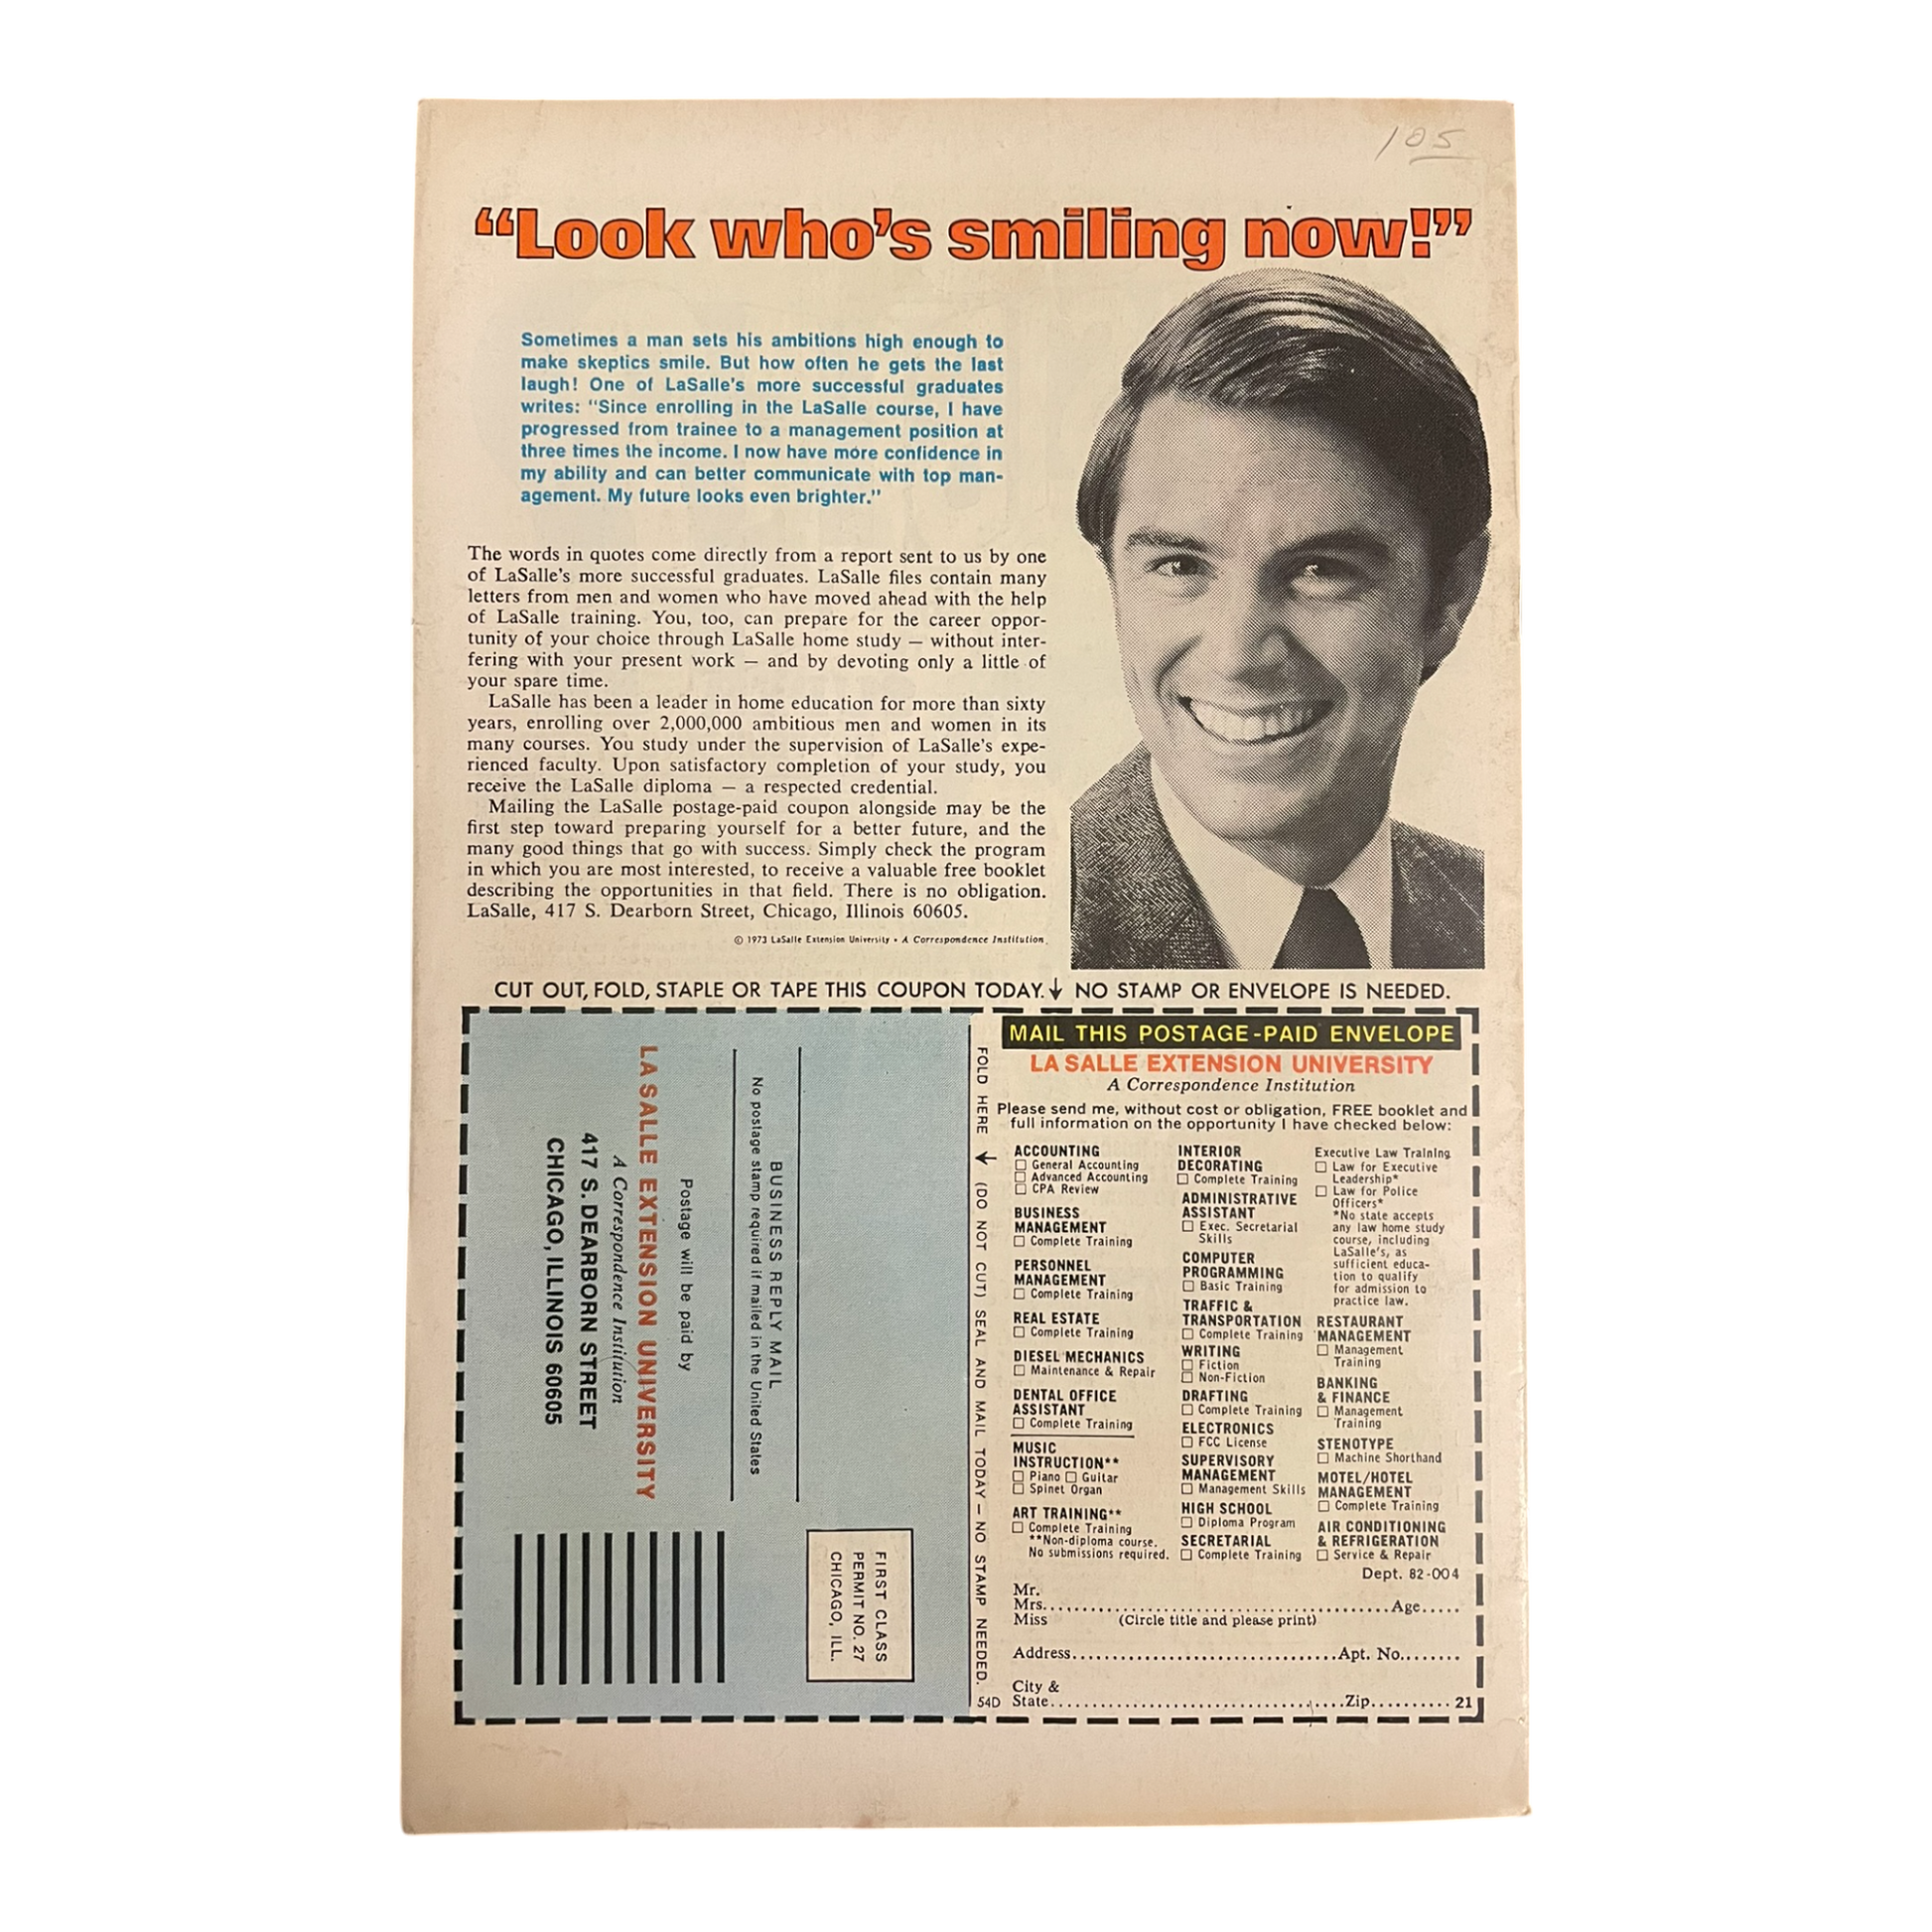 105
“Look who’s smiling now!”
Sometimes a man sets his ambitions high enough to
make skeptics smile. But how often he gets the last
laugh! One of LaSalle’s more successful graduates
writes: “Since enrolling in the LaSalle course, I have
progressed from trainee to a management position at
three times the income. I now have more confidence in
my ability and can better communicate with top man-
agement. My future looks even brighter.”
The words in quotes come directly from a report sent to us by one
of LaSalle’s more successful graduates. LaSalle files contain many
letters from men and women who have moved ahead with the help
of LaSalle training. You, too, can prepare for the career oppor-
tunity of your choice through LaSalle home study — without inter-
fering with your present work — and by devoting only a little of
your spare time.
LaSalle has been a leader in home education for more than sixty
years, enrolling over 2,000,000 ambitious men and women in its
many courses. You study under the supervision of LaSalle’s expe-
rienced faculty. Upon satisfactory completion of your study, you
receive the LaSalle diploma — a respected credential.
Mailing the LaSalle postage-paid coupon alongside may be the
first step toward preparing yourself for a better future, and the
many good things that go with success. Simply check the program
in which you are most interested, to receive a valuable free booklet
describing the opportunities in that field. There is no obligation.
LaSalle, 417 S. Dearborn Street, Chicago, Illinois 60605.
© 1973 LaSalle Extension University • A Correspondence Institution
CUT OUT, FOLD, STAPLE OR TAPE THIS COUPON TODAY. NO STAMP OR ENVELOPE IS NEEDED.
FIRST CLASS
PERMIT NO. 27
CHICAGO, ILL.
BUSINESS REPLY MAIL
No postage stamp required if mailed in the United States
Postage will be paid by
LA SALLE EXTENSION UNIVERSITY
A Correspondence Institution
417 S. DEARBORN STREET
CHICAGO, ILLINOIS 60605
FOLD HERE (DO NOT CUT) SEAL AND MAIL TODAY — NO STAMP NEEDED.
54D
MAIL THIS POSTAGE-PAID ENVELOPE
LA SALLE EXTENSION UNIVERSITY
A Correspondence Institution
Please send me, without cost or obligation, FREE booklet and
full information on the opportunity I have checked below:
ACCOUNTING
☐ General Accounting
☐ Advanced Accounting
☐ CPA Review
BUSINESS
MANAGEMENT
☐ Complete Training
PERSONNEL
MANAGEMENT
☐ Complete Training
REAL ESTATE
☐ Complete Training
DIESEL MECHANICS
☐ Maintenance & Repair
DENTAL OFFICE
ASSISTANT
☐ Complete Training
MUSIC
INSTRUCTION**
☐ Piano ☐ Guitar
☐ Spinet Organ
ART TRAINING**
☐ Complete Training
**Non-diploma course.
No submissions required.
INTERIOR
DECORATING
☐ Complete Training
ADMINISTRATIVE
ASSISTANT
☐ Exec. Secretarial
Skills
COMPUTER
PROGRAMMING
☐ Basic Training
TRAFFIC &
TRANSPORTATION
☐ Complete Training
WRITING
☐ Fiction
☐ Non-Fiction
DRAFTING
☐ Complete Training
ELECTRONICS
☐ FCC License
SUPERVISORY
MANAGEMENT
☐ Management Skills
HIGH SCHOOL
☐ Diploma Program
SECRETARIAL
☐ Complete Training
Executive Law Training
☐ Law for Executive
Leadership*
☐ Law for Police
Officers*
*No state accepts
any law home study
course, including
LaSalle’s, as
sufficient educa-
tion to qualify
for admission to
practice law.
RESTAURANT
MANAGEMENT
☐ Management
Training
BANKING
& FINANCE
☐ Management
Training
STENOTYPE
☐ Machine Shorthand
MOTEL/HOTEL
MANAGEMENT
☐ Complete Training
AIR CONDITIONING
& REFRIGERATION
☐ Service & Repair
Dept. 82-004
Mr.
Mrs. Age
Miss (Circle title and please print)
Address Apt. No.
City &
State Zip 21